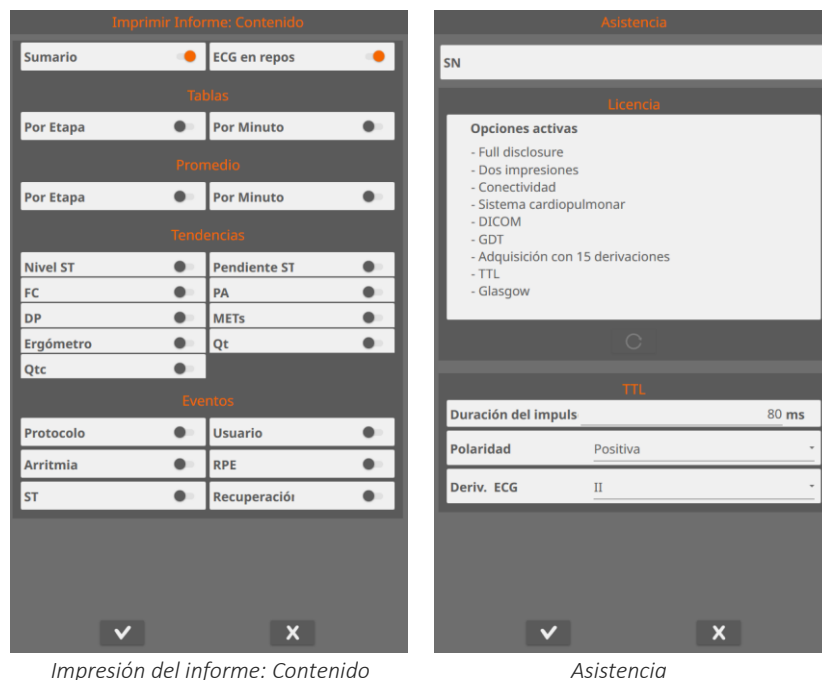 Imprimir Informe: Contenido
Sumario ECG en repos
Tablas
Por Etapa Por Minuto
Promedio
Por Etapa Por Minuto
Tendencias
Nivel ST Pendiente ST
FC PA
DP METs
Ergómetro Qt
Qtc
Eventos
Protocolo Usuario
Arritmia RPE
ST Recuperación
Impresión del informe: Contenido
Asistencia
SN
Licencia
Opciones activas
- Full disclosure
- Dos impresiones
- Conectividad
- Sistema cardiopulmonar
- DICOM
- GDT
- Adquisición con 15 derivaciones
- TTL
- Glasgow
TTL
Duración del impuls 80 ms
Polaridad Positiva
Deriv. ECG II
Asistencia